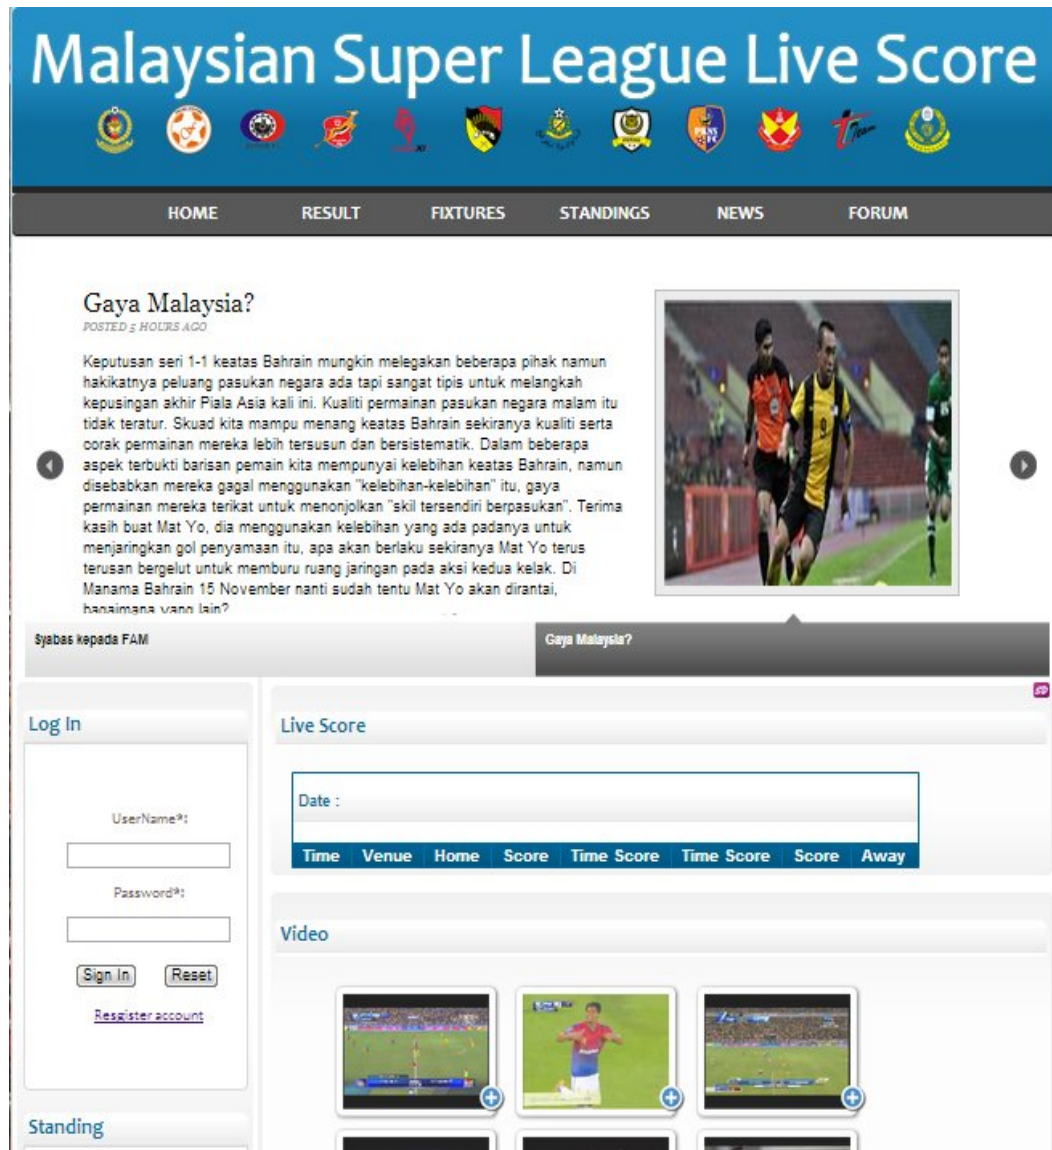 Malaysian Super League Live Score
HOME RESULT FIXTURES STANDINGS NEWS FORUM
Gaya Malaysia?
POSTED 5 HOURS AGO
Keputusan seri 1-1 keatas Bahrain mungkin melegakan beberapa pihak namun
hakikatnya peluang pasukan negara ada tapi sangat tipis untuk melangkah
kepusingan akhir Piala Asia kali ini. Kualiti permainan pasukan negara malam itu
tidak teratur. Skuad kita mampu menang keatas Bahrain sekiranya kualiti serta
corak permainan mereka lebih tersusun dan bersistematik. Dalam beberapa
aspek terbukti barisan pemain kita mempunyai kelebihan keatas Bahrain, namun
disebabkan mereka gagal menggunakan "kelebihan-kelebihan" itu, gaya
permainan mereka terikat untuk menonjolkan "skil tersendiri berpasukan". Terima
kasih buat Mat Yo, dia menggunakan kelebihan yang ada padanya untuk
menjaringkan gol penyamaan itu, apa akan berlaku sekiranya Mat Yo terus
terusan bergelut untuk memburu ruang jaringan pada aksi kedua kelak. Di
Manama Bahrain 15 November nanti sudah tentu Mat Yo akan dirantai,
bagaimana yang lain?
Syabas kepada FAM
Gaya Malaysia?
Log In
UserName*:
Password*:
Sign In Reset
Resgister account
Standing
Live Score
Date :
Time Venue Home Score Time Score Time Score Score Away
Video